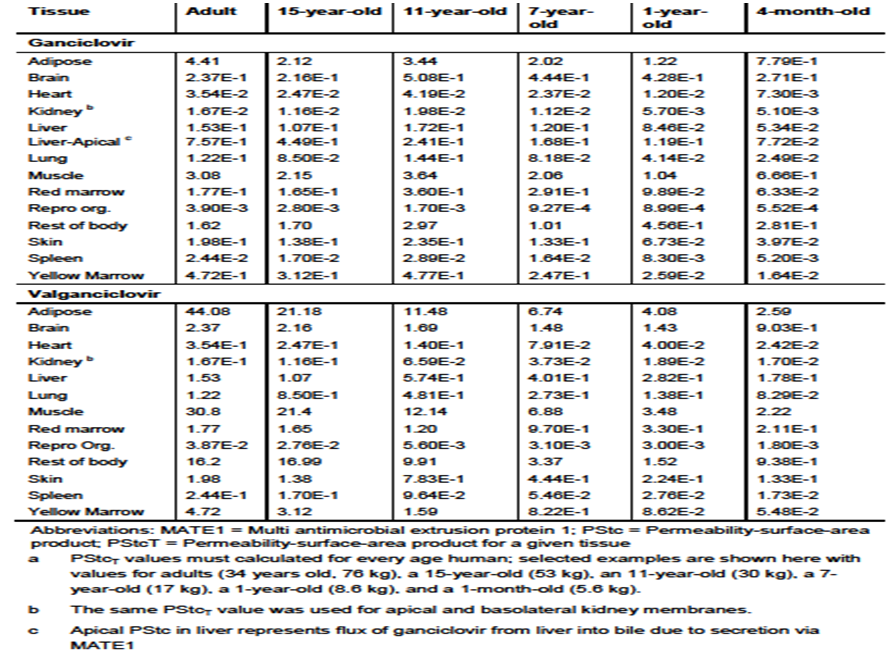 Tissue Adult 15-year-old 11-year-old 7-year-old 1-year-old 4-month-old
Ganciclovir
Adipose 4.41 2.12 3.44 2.02 1.22 7.79E-1
Brain 2.37E-1 2.16E-1 5.08E-1 4.44E-1 4.28E-1 2.71E-1
Heart 3.54E-2 2.47E-2 4.19E-2 2.37E-2 1.20E-2 7.30E-3
Kidney b 1.67E-2 1.16E-2 1.98E-2 1.12E-2 5.70E-3 5.10E-3
Liver 1.53E-1 1.07E-1 1.72E-1 1.20E-1 8.46E-2 5.34E-2
Liver-Apical c 7.57E-1 4.49E-1 2.41E-1 1.68E-1 1.19E-1 7.72E-2
Lung 1.22E-1 8.50E-2 1.44E-1 8.18E-2 4.14E-2 2.49E-2
Muscle 3.08 2.15 3.64 2.06 1.04 6.66E-1
Red marrow 1.77E-1 1.65E-1 3.60E-1 2.91E-1 9.89E-2 6.33E-2
Repro org. 3.90E-3 2.80E-3 1.70E-3 9.27E-4 8.99E-4 5.52E-4
Rest of body 1.62 1.70 2.97 1.01 4.56E-1 2.81E-1
Skin 1.98E-1 1.38E-1 2.35E-1 1.33E-1 6.73E-2 3.97E-2
Spleen 2.44E-2 1.70E-2 2.89E-2 1.64E-2 8.30E-3 5.20E-3
Yellow Marrow 4.72E-1 3.12E-1 4.77E-1 2.47E-1 2.59E-2 1.64E-2
Valganciclovir
Adipose 44.08 21.18 11.48 6.74 4.08 2.59
Brain 2.37 2.16 1.69 1.48 1.43 9.03E-1
Heart 3.54E-1 2.47E-1 1.40E-1 7.91E-2 4.00E-2 2.42E-2
Kidney b 1.67E-1 1.16E-1 6.59E-2 3.73E-2 1.89E-2 1.70E-2
Liver 1.53 1.07 5.74E-1 4.01E-1 2.82E-1 1.78E-1
Lung 1.22 8.50E-1 4.81E-1 2.73E-1 1.38E-1 8.29E-2
Muscle 30.8 21.4 12.14 6.88 3.48 2.22
Red marrow 1.77 1.65 1.20 9.70E-1 3.30E-1 2.11E-1
Repro Org. 3.87E-2 2.76E-2 5.60E-3 3.10E-3 3.00E-3 1.80E-3
Rest of body 16.2 16.99 9.91 3.37 1.52 9.38E-1
Skin 1.98 1.38 7.83E-1 4.44E-1 2.24E-1 1.33E-1
Spleen 2.44E-1 1.70E-1 9.64E-2 5.46E-2 2.76E-2 1.73E-2
Yellow Marrow 4.72 3.12 1.59 8.22E-1 8.62E-2 5.48E-2
Abbreviations: MATE1 = Multi antimicrobial extrusion protein 1; PStc = Permeability-surface-area
product; PStcT = Permeability-surface-area product for a given tissue
a PStcT values must calculated for every age human; selected examples are shown here with
values for adults (34 years old, 76 kg), a 15-year-old (53 kg), an 11-year-old (30 kg), a 7-
year-old (17 kg), a 1-year-old (8.6 kg), and a 1-month-old (5.6 kg).
b The same PStcT value was used for apical and basolateral kidney membranes.
c Apical PStc in liver represents flux of ganciclovir from liver into bile due to secretion via
MATE1